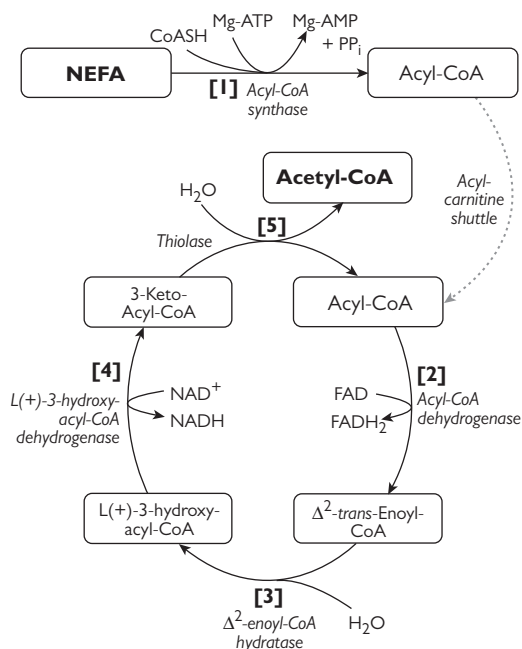 Mg-ATP
Mg-AMP
CoASH
+ PPi
NEFA
Acyl-CoA
[1] Acyl-CoA
synthase
Acyl-
carnitine
shuttle
Acetyl-CoA
H2O
[5]
Thiolase
3-Keto-
Acyl-CoA
Acyl-CoA
[4]
L(+)-3-hydroxy-
acyl-CoA
dehydrogenase
NAD+
NADH
FAD
FADH2
[2]
Acyl-CoA
dehydrogenase
L(+)-3-hydroxy-
acyl-CoA
Δ2-trans-Enoyl-
CoA
[3]
Δ2-enoyl-CoA
hydratase
H2O